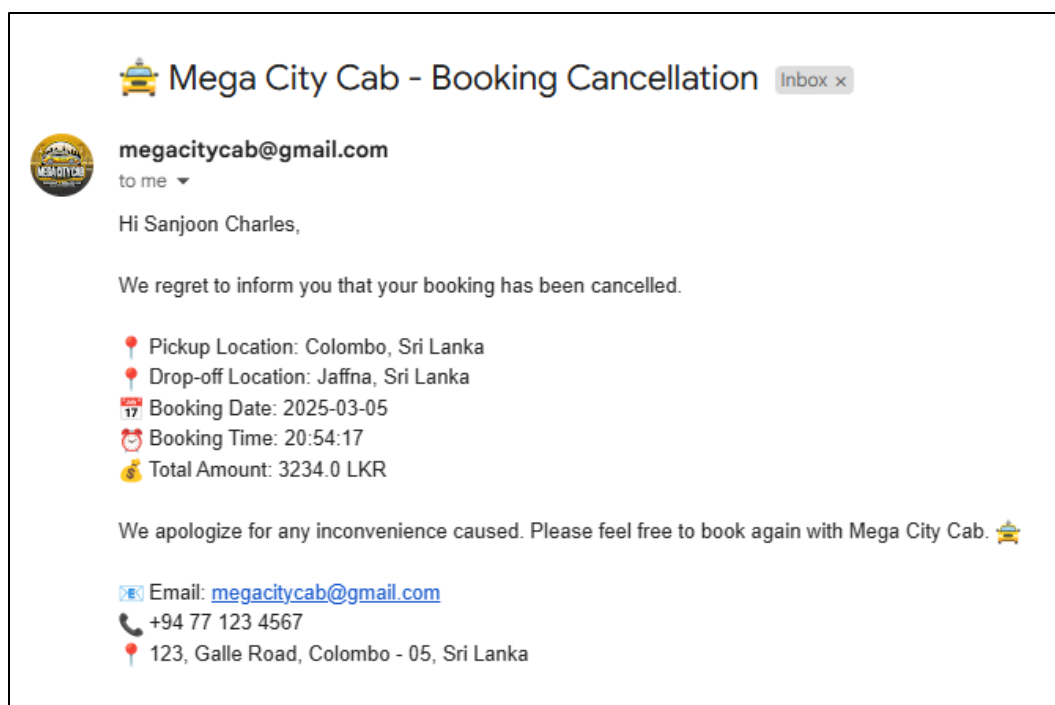 🚖 Mega City Cab - Booking Cancellation Inbox x
MEGA CITY CAB
megacitycab@gmail.com
to me
Hi Sanjoon Charles,
We regret to inform you that your booking has been cancelled.
📍 Pickup Location: Colombo, Sri Lanka
📍 Drop-off Location: Jaffna, Sri Lanka
📅 Booking Date: 2025-03-05
⏰ Booking Time: 20:54:17
💰 Total Amount: 3234.0 LKR
We apologize for any inconvenience caused. Please feel free to book again with Mega City Cab. 🚖
📧 Email: megacitycab@gmail.com
📞 +94 77 123 4567
📍 123, Galle Road, Colombo - 05, Sri Lanka